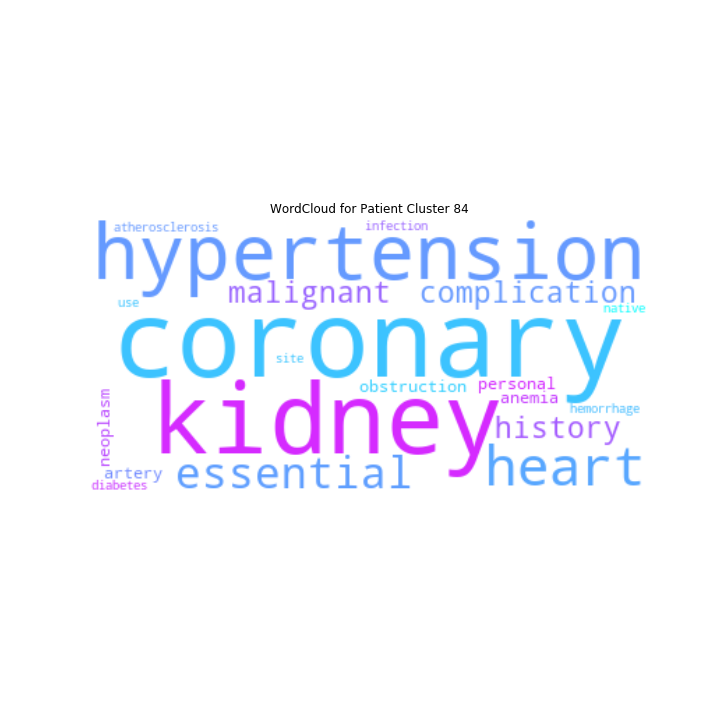 WordCloud for Patient Cluster 84
atherosclerosis
infection
hypertension
malignant
complication
use
native
coronary
site
obstruction
personal
kidney
anemia
neoplasm
hemorrhage
history
heart
artery
essential
diabetes